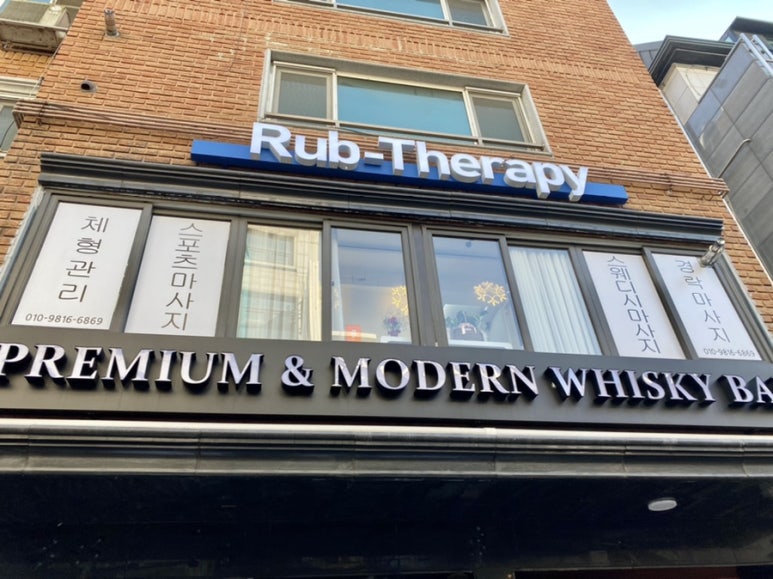 Rub-Therapy
체형관리
010-9816-6869
스포츠마사지
스웨디시마사지
경락마사지
010-9816-6869
PREMIUM & MODERN WHISKY BA